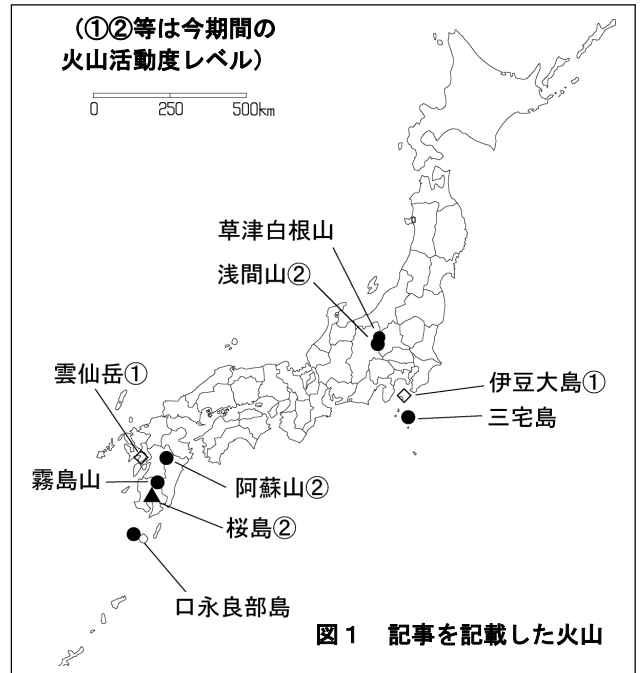 (①②等は今期間の
火山活動度レベル)
0 250 500km
草津白根山
浅間山②
雲仙岳①
伊豆大島①
三宅島
霧島山
阿蘇山②
桜島②
口永良部島
図1 記事を記載した火山